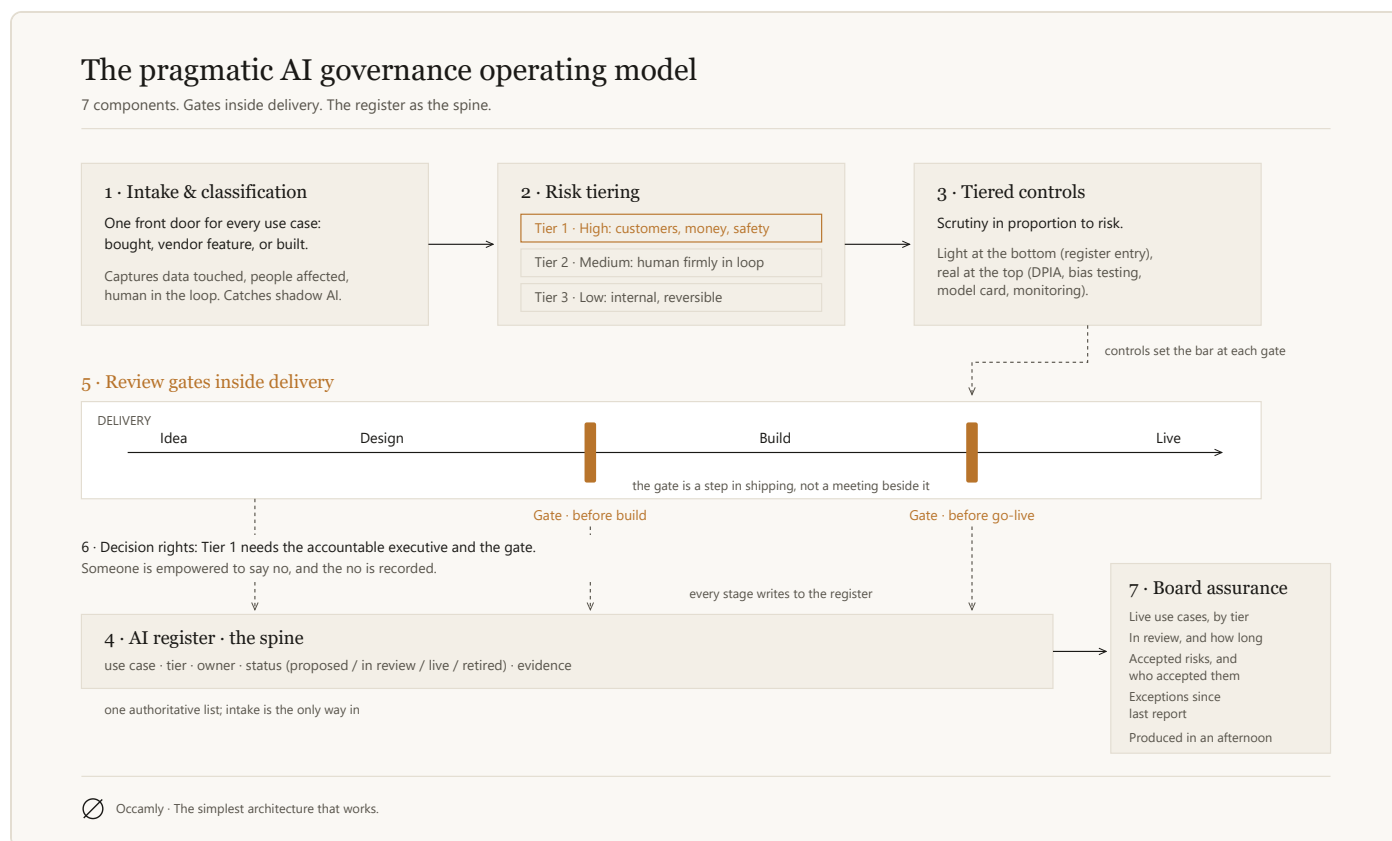 The pragmatic AI governance operating model
7 components. Gates inside delivery. The register as the spine.
1 · Intake & classification
One front door for every use case:
bought, vendor feature, or built.
Captures data touched, people affected,
human in the loop. Catches shadow AI.
2 · Risk tiering
Tier 1 · High: customers, money, safety
Tier 2 · Medium: human firmly in loop
Tier 3 · Low: internal, reversible
3 · Tiered controls
Scrutiny in proportion to risk.
Light at the bottom (register entry),
real at the top (DPIA, bias testing,
model card, monitoring).
controls set the bar at each gate
5 · Review gates inside delivery
DELIVERY
Idea
Design
Build
Live
the gate is a step in shipping, not a meeting beside it
Gate · before build
Gate · before go-live
6 · Decision rights: Tier 1 needs the accountable executive and the gate.
Someone is empowered to say no, and the no is recorded.
every stage writes to the register
4 · AI register · the spine
use case · tier · owner · status (proposed / in review / live / retired) · evidence
one authoritative list; intake is the only way in
7 · Board assurance
Live use cases, by tier
In review, and how long
Accepted risks, and
who accepted them
Exceptions since
last report
Produced in an afternoon
Occamly · The simplest architecture that works.